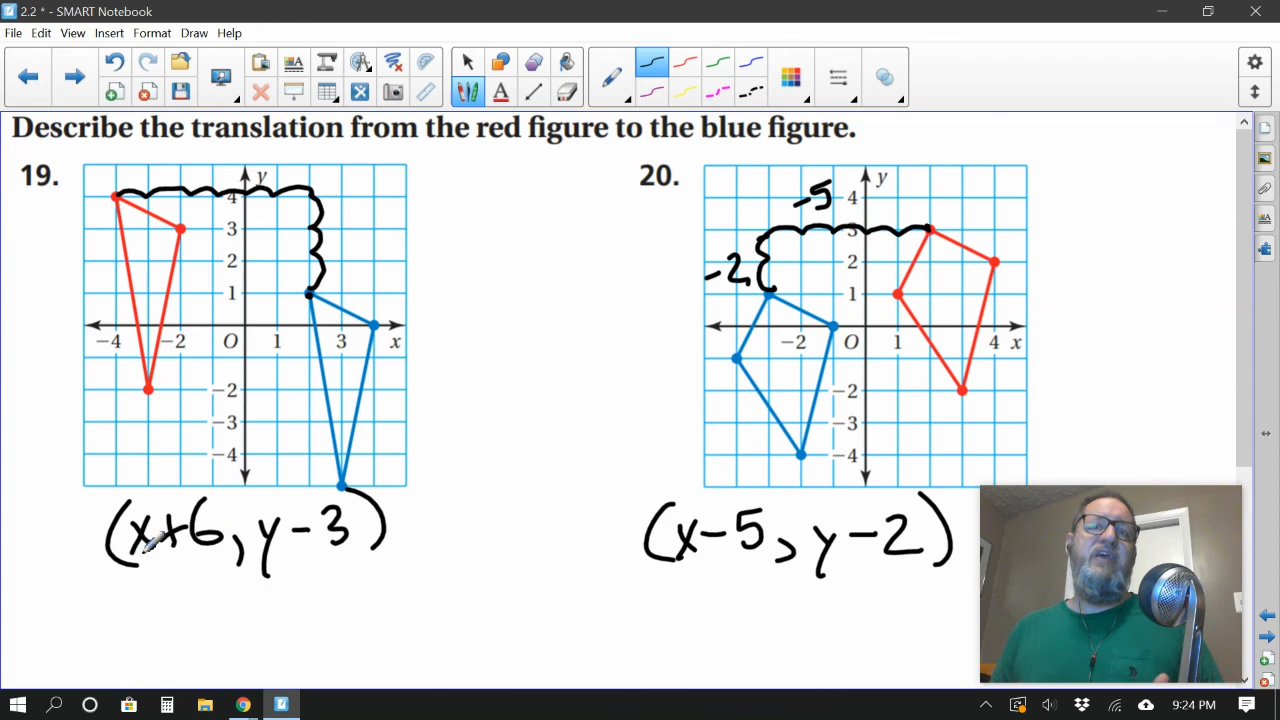 2.2 * - SMART Notebook
File Edit View Insert Format Draw Help
Describe the translation from the red figure to the blue figure.
19.
y
4
3
2
1
-4 -2 O 1 3 x
-2
-3
-4
(x+6, y-3)
20.
-5
y
4
3
2
-2
1
-2 O 1 4 x
-2
-3
-4
(x-5, y-2)
9:24 PM